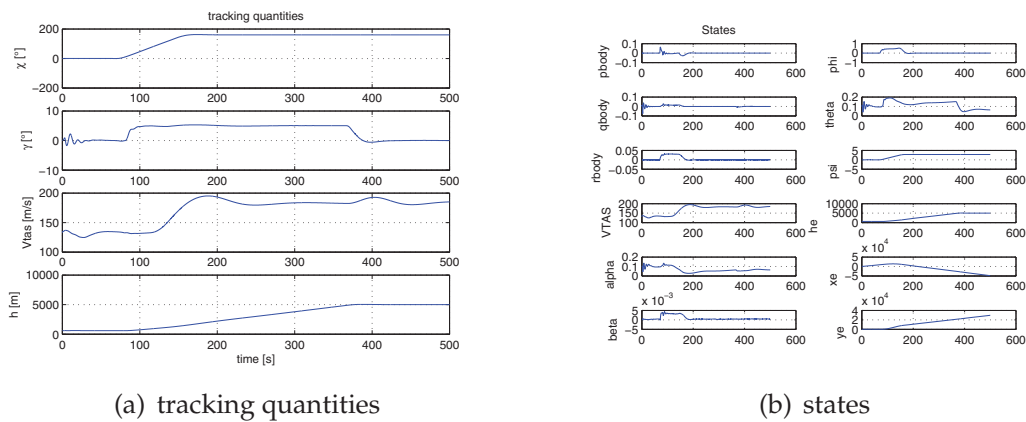 tracking quantities
200
0
−200
χ [°]
0 100 200 300 400 500
10
0
−10
γ [°]
0 100 200 300 400 500
200
150
100
Vtas [m/s]
0 100 200 300 400 500
10000
5000
0
h [m]
0 100 200 300 400 500
time [s]
(a) tracking quantities
States
0.1
0
−0.1
pbody
0 200 400 600
1
0
−1
phi
0 200 400 600
0.1
0
−0.1
qbody
0 200 400 600
0.2
0.1
0
theta
0 200 400 600
0.05
0
−0.05
rbody
0 200 400 600
5
0
−5
psi
0 200 400 600
200
150
100
VTAS
0 200 400 600
10000
5000
0
he
0 200 400 600
0.2
0.1
0
alpha
0 200 400 600
x 10⁴
5
0
−5
xe
0 200 400 600
x 10⁻³
5
0
−5
beta
0 200 400 600
x 10⁴
4
2
0
ye
0 200 400 600
(b) states